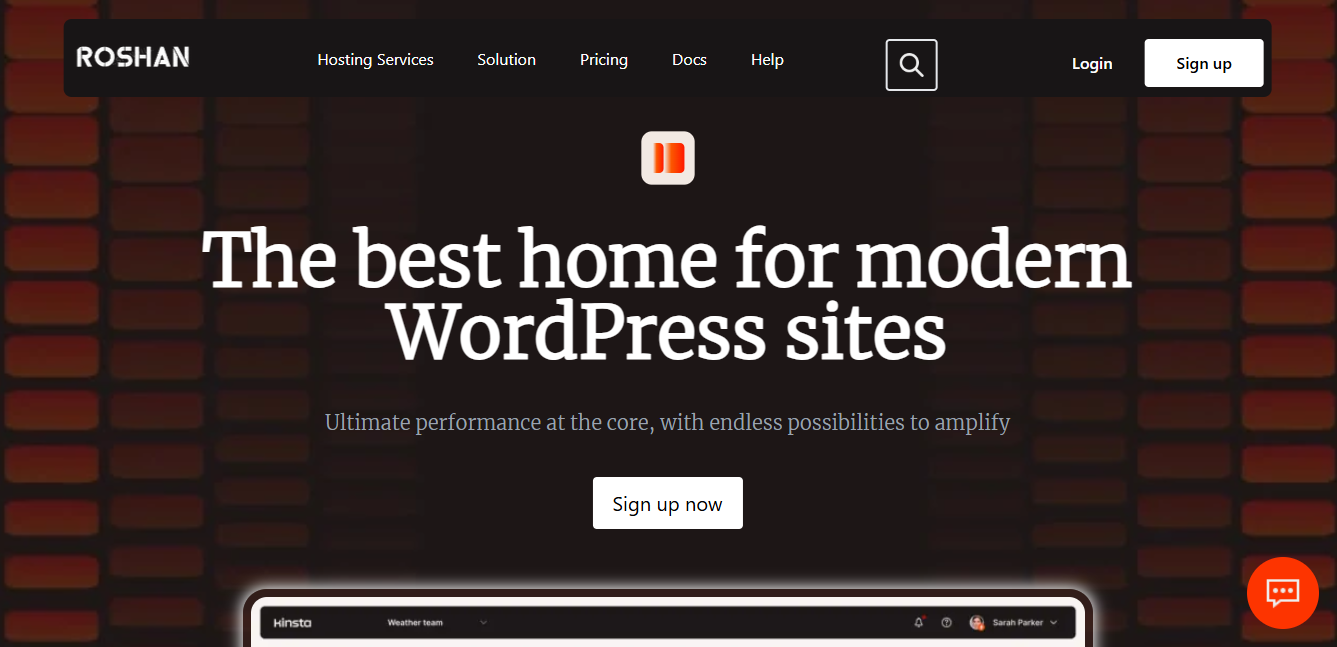 ROSHAN
Hosting Services Solution Pricing Docs Help Login Sign up
The best home for modern
WordPress sites
Ultimate performance at the core, with endless possibilities to amplify
Sign up now
Kinsta Weather team Sarah Parker